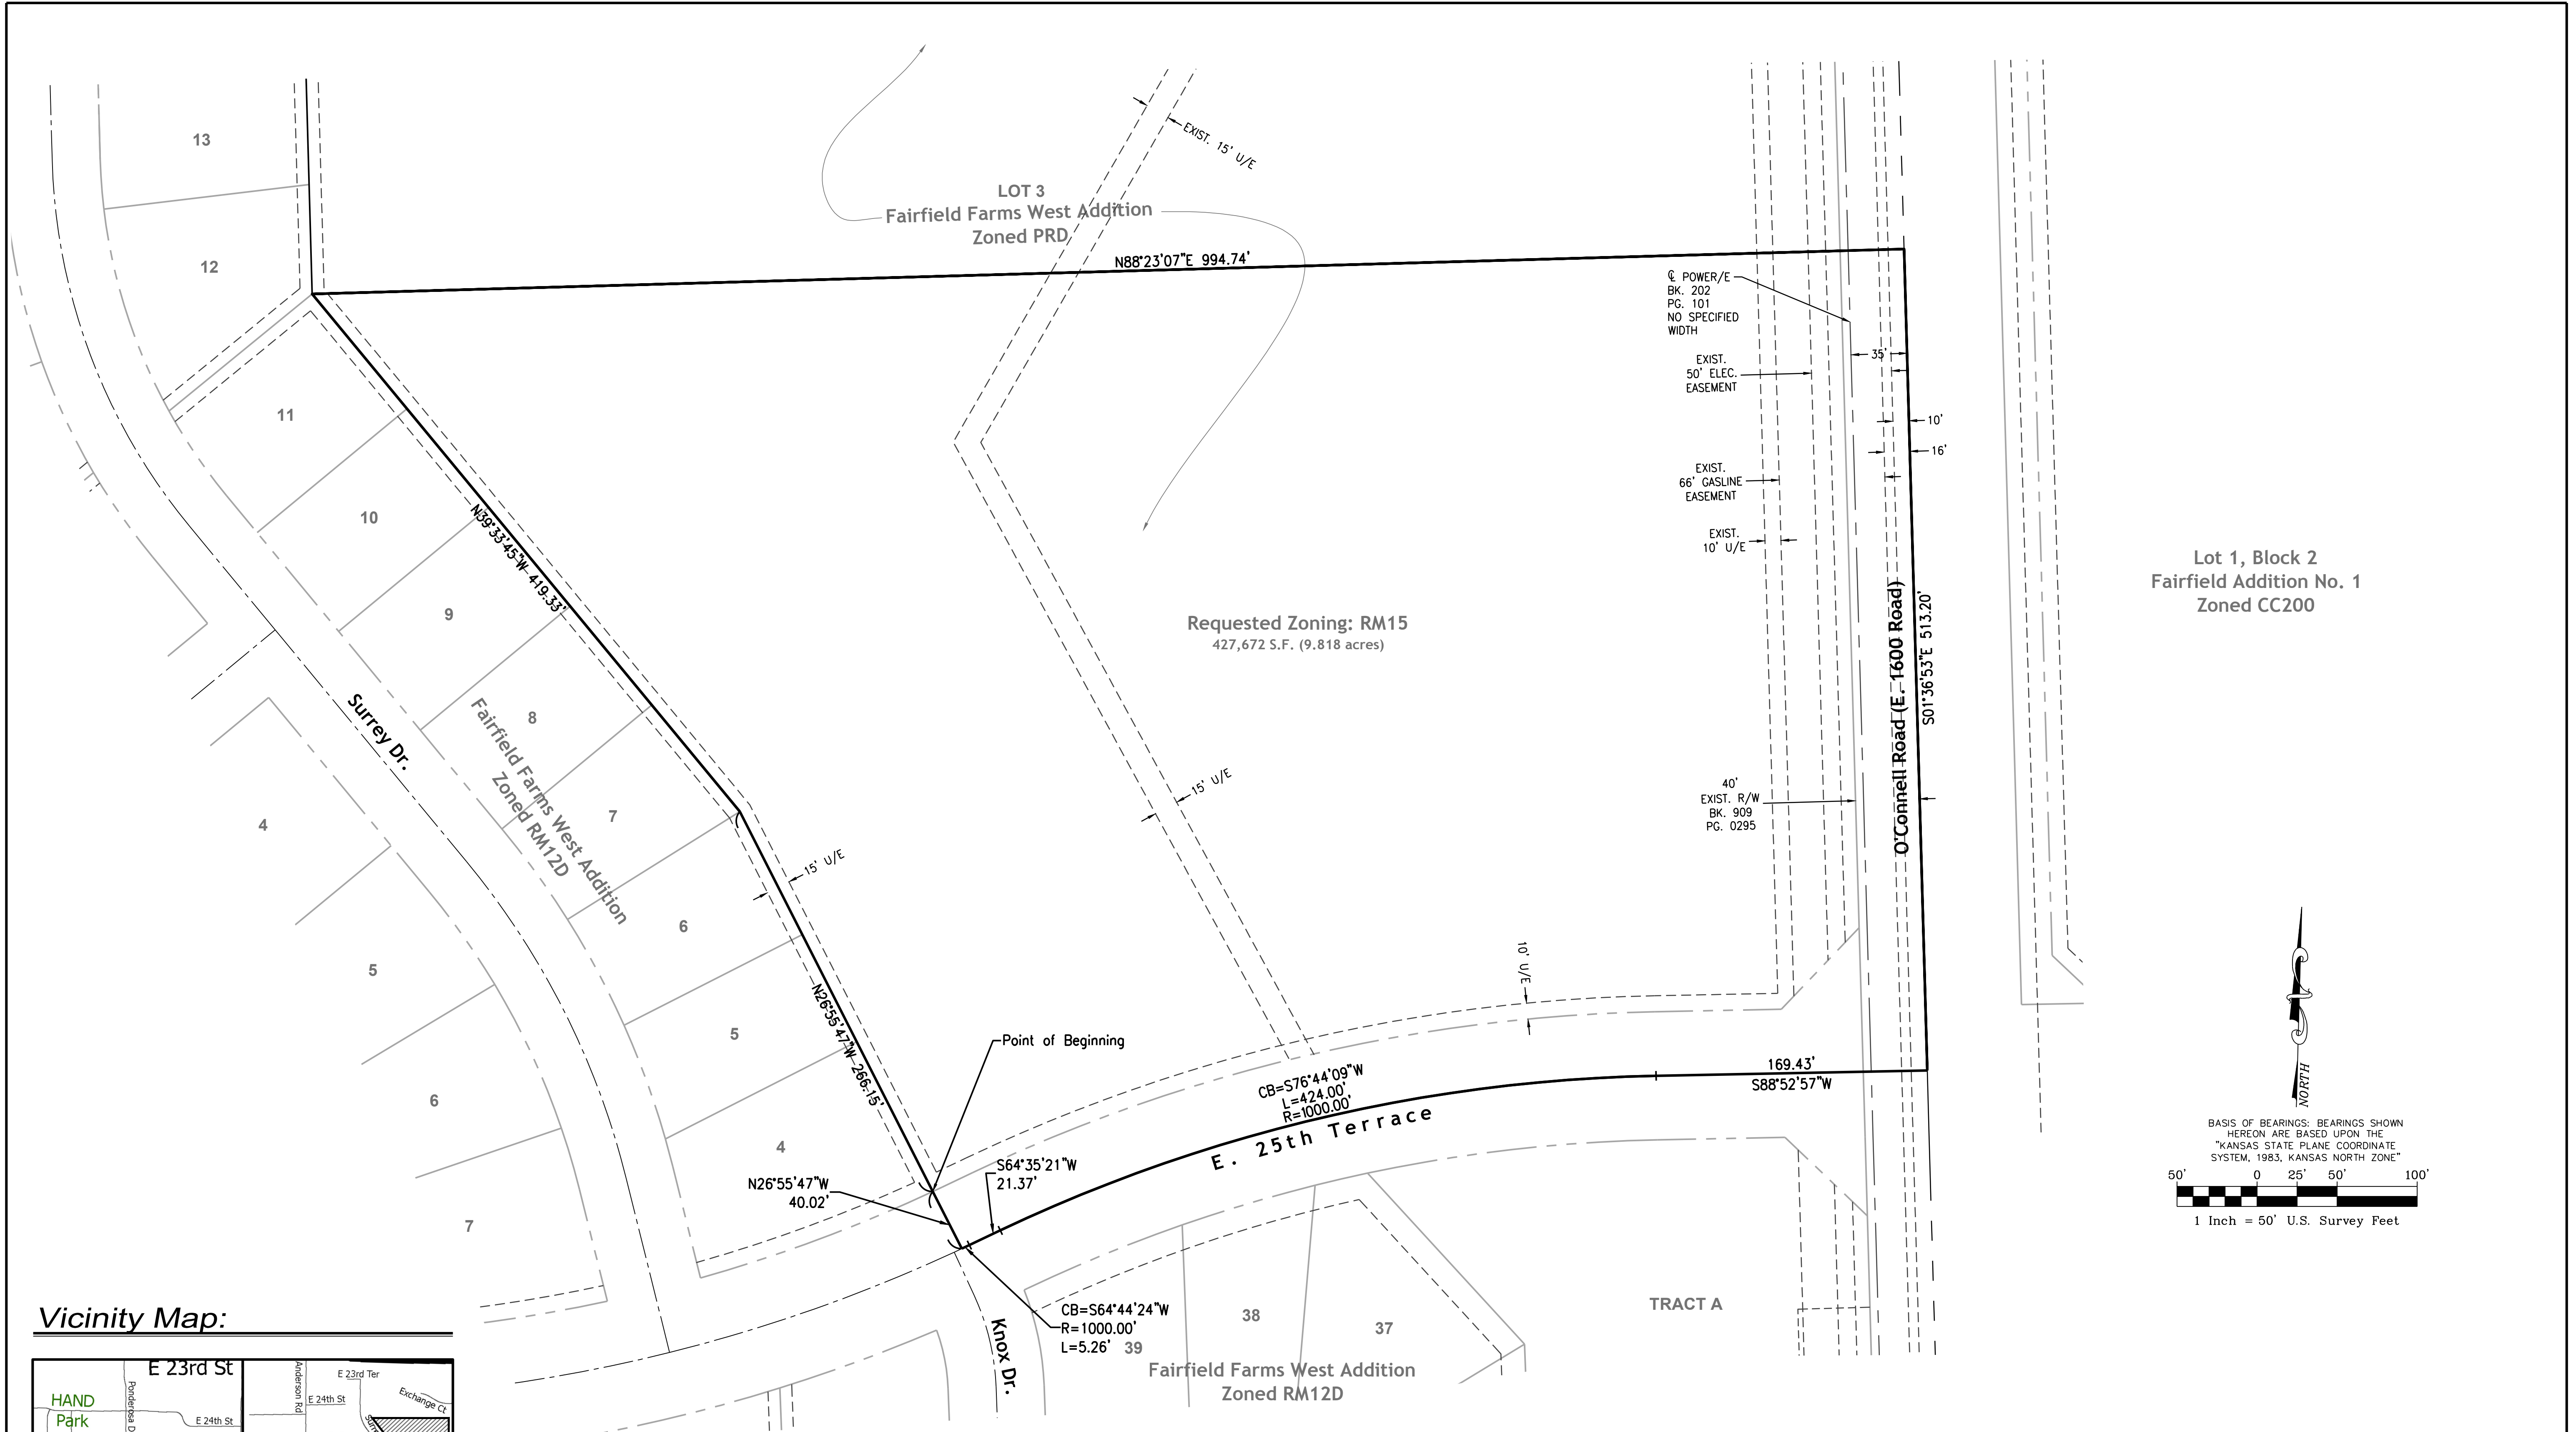 13
12
11
10
9
8
7
6
5
4
4
5
6
7
LOT 3
Fairfield Farms West Addition
Zoned PRD
EXIST. 15' U/E
N88°23'07"E 994.74'
℄ POWER/E
BK. 202
PG. 101
NO SPECIFIED
WIDTH
35'
EXIST.
50' ELEC.
EASEMENT
10'
16'
EXIST.
66' GASLINE
EASEMENT
EXIST.
10' U/E
N39°33'45"W 419.33'
Requested Zoning: RM15
427,672 S.F. (9.818 acres)
Lot 1, Block 2
Fairfield Addition No. 1
Zoned CC200
O'Connell Road (E. 1600 Road)
S01°36'53"E 513.20'
Surrey Dr.
Fairfield Farms West Addition
Zoned RM12D
15' U/E
15' U/E
40'
EXIST. R/W
BK. 909
PG. 0295
10' U/E
N26°55'47"W 266.15'
Point of Beginning
CB=S76°44'09"W
L=424.00'
R=1000.00'
169.43'
S88°52'57"W
E. 25th Terrace
S64°35'21"W
21.37'
N26°55'47"W
40.02'
CB=S64°44'24"W
R=1000.00'
L=5.26'
39
38
37
TRACT A
Knox Dr.
Fairfield Farms West Addition
Zoned RM12D
NORTH
BASIS OF BEARINGS: BEARINGS SHOWN
HEREON ARE BASED UPON THE
"KANSAS STATE PLANE COORDINATE
SYSTEM, 1983, KANSAS NORTH ZONE"
50' 0 25' 50' 100'
1 Inch = 50' U.S. Survey Feet
Vicinity Map:
E 23rd St
HAND
Park
Ponderosa D
E 24th St
Anderson Rd
E 23rd Ter
E 24th St
Exchange Ct